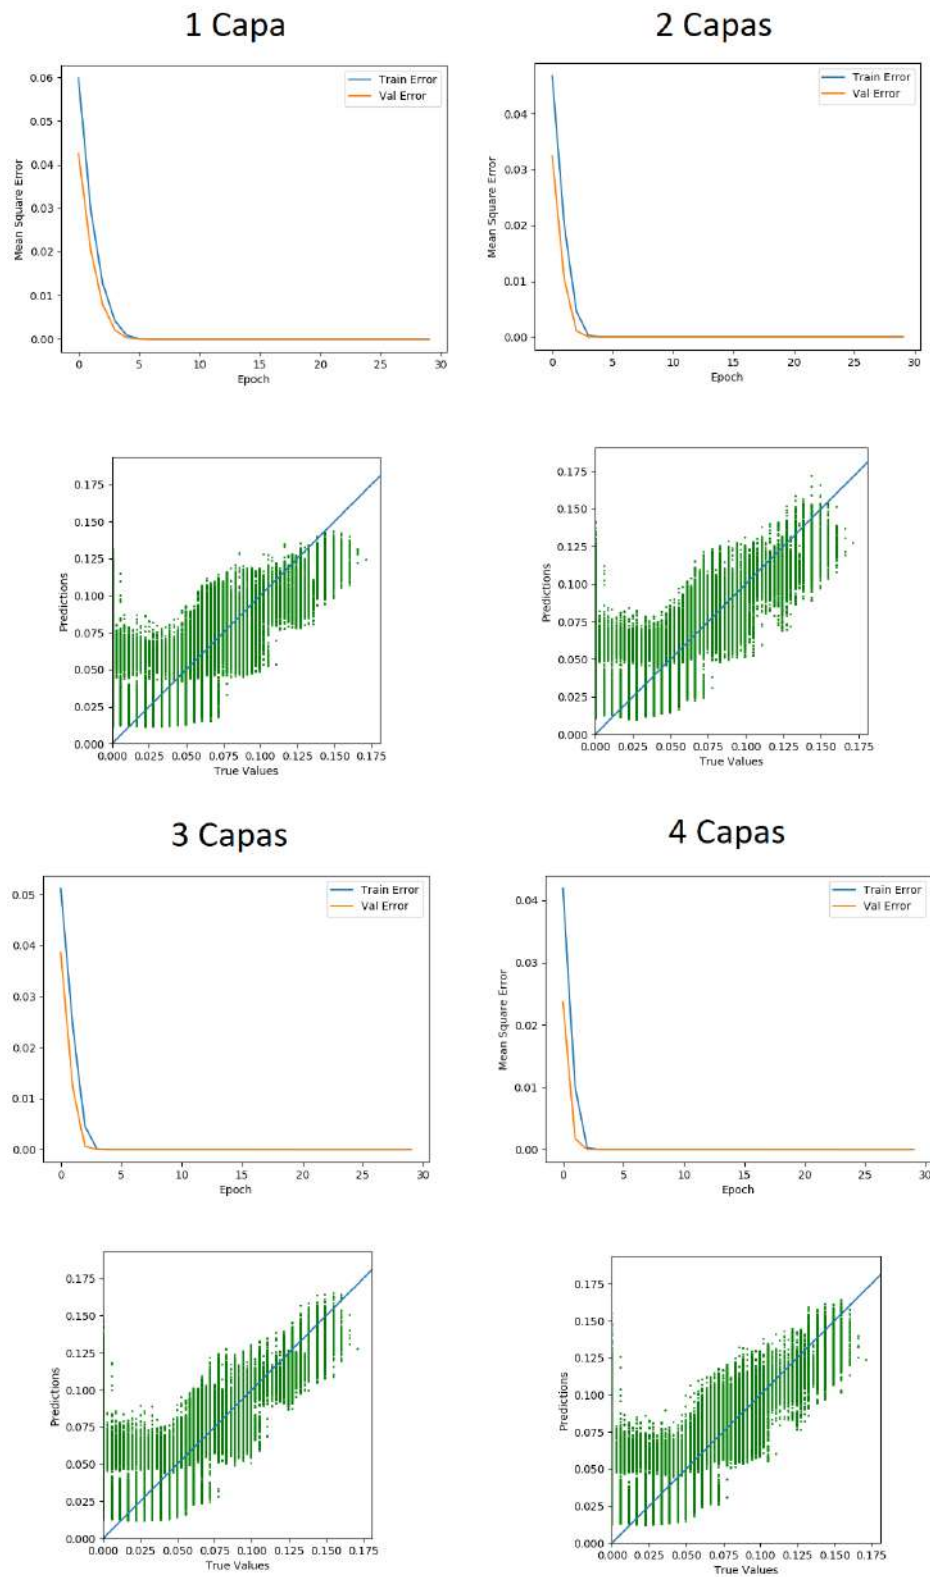 1 Capa
2 Capas
Train Error
Val Error
Mean Square Error
0.06
0.05
0.04
0.03
0.02
0.01
0.00
0 5 10 15 20 25 30
Epoch
Train Error
Val Error
Mean Square Error
0.04
0.03
0.02
0.01
0.00
0 5 10 15 20 25 30
Epoch
Predictions
0.175
0.150
0.125
0.100
0.075
0.050
0.025
0.000
0.000 0.025 0.050 0.075 0.100 0.125 0.150 0.175
True Values
Predictions
0.175
0.150
0.125
0.100
0.075
0.050
0.025
0.000
0.000 0.025 0.050 0.075 0.100 0.125 0.150 0.175
True Values
3 Capas
4 Capas
Train Error
Val Error
0.05
0.04
0.03
0.02
0.01
0.00
0 5 10 15 20 25 30
Epoch
Train Error
Val Error
Mean Square Error
0.04
0.03
0.02
0.01
0.00
0 5 10 15 20 25 30
Epoch
Predictions
0.175
0.150
0.125
0.100
0.075
0.050
0.025
0.000
0.000 0.025 0.050 0.075 0.100 0.125 0.150 0.175
True Values
Predictions
0.175
0.150
0.125
0.100
0.075
0.050
0.025
0.000
0.000 0.025 0.050 0.075 0.100 0.125 0.150 0.175
True Values